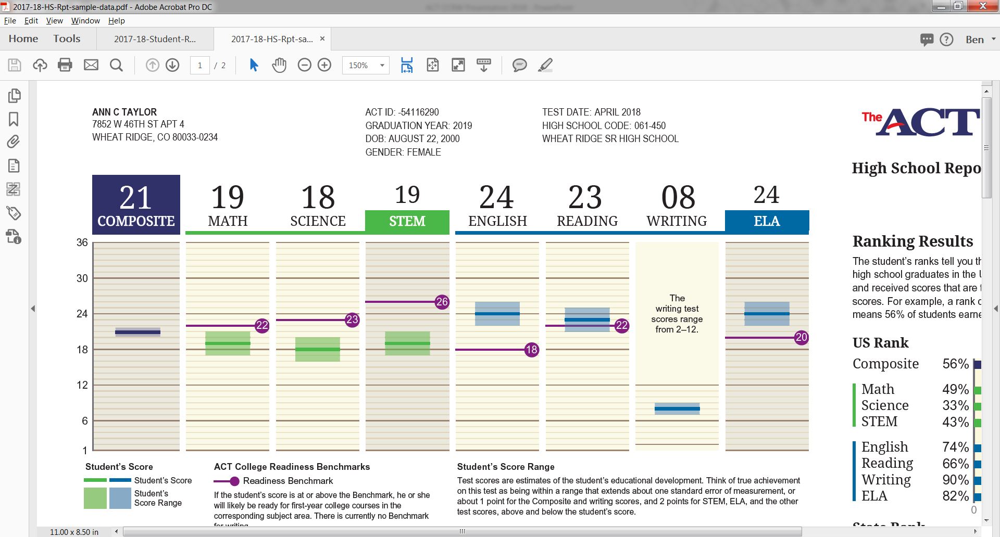 2017-18-HS-Rpt-sample-data.pdf - Adobe Acrobat Pro DC
File Edit View Window Help
Home Tools 2017-18-Student-R... 2017-18-HS-Rpt-sa... ×
Ben
1 / 2 150%
ANN C TAYLOR
7852 W 46TH ST APT 4
WHEAT RIDGE, CO 80033-0234
ACT ID: -54116290
GRADUATION YEAR: 2019
DOB: AUGUST 22, 2000
GENDER: FEMALE
TEST DATE: APRIL 2018
HIGH SCHOOL CODE: 061-450
WHEAT RIDGE SR HIGH SCHOOL
The ACT
High School Repo
21 19 18 19 24 23 08 24
COMPOSITE MATH SCIENCE STEM ENGLISH READING WRITING ELA
36
30
24
18
12
6
1
22
23
26
18
22
20
The
writing test
scores range
from 2–12.
Student's Score
Student's Score
Student's
Score Range
ACT College Readiness Benchmarks
Readiness Benchmark
If the student's score is at or above the Benchmark, he or she
will likely be ready for first-year college courses in the
corresponding subject area. There is currently no Benchmark
for writing.
Student's Score Range
Test scores are estimates of the student's educational development. Think of true achievement
on this test as being within a range that extends about one standard error of measurement, or
about 1 point for the Composite and writing scores, and 2 points for STEM, ELA, and the other
test scores, above and below the student's score.
Ranking Results
The student's ranks tell you th
high school graduates in the U
and received scores that are t
scores. For example, a rank o
means 56% of students earne
US Rank
Composite 56%
Math 49%
Science 33%
STEM 43%
English 74%
Reading 66%
Writing 90%
ELA 82%
0
State Rank
11.00 x 8.50 in